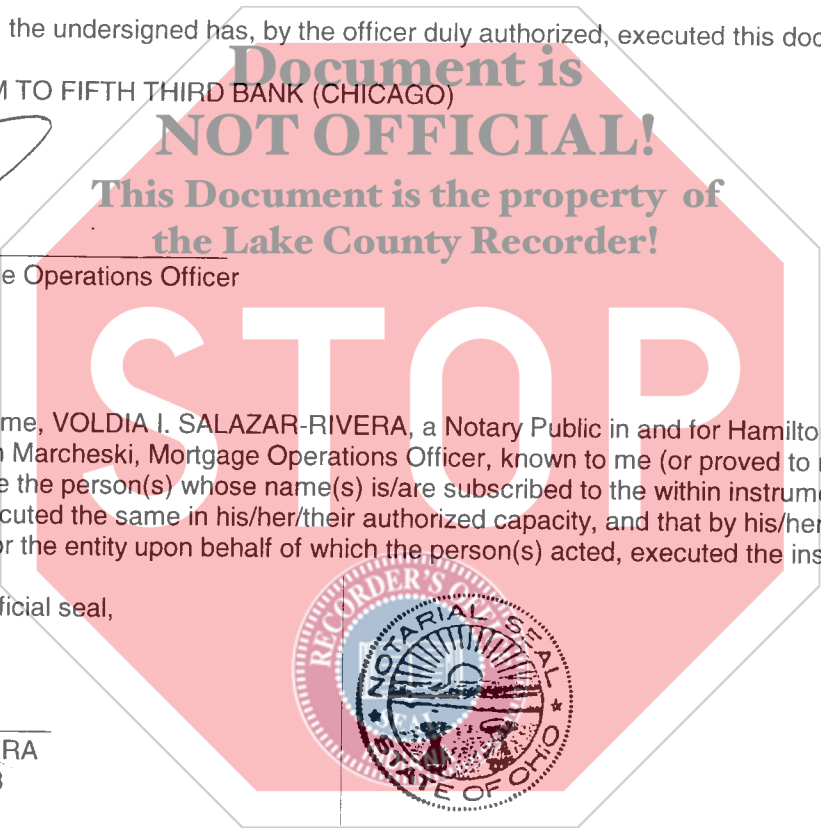 the undersigned has, by the officer duly authorized, executed this doc
Document is
M TO FIFTH THIRD BANK (CHICAGO)
NOT OFFICIAL!
This Document is the property of
the Lake County Recorder!
e Operations Officer
STOP
me, VOLDIA I. SALAZAR-RIVERA, a Notary Public in and for Hamilto
Marcheski, Mortgage Operations Officer, known to me (or proved to
e the person(s) whose name(s) is/are subscribed to the within instrume
cuted the same in his/her/their authorized capacity, and that by his/her
or the entity upon behalf of which the person(s) acted, executed the ins
ficial seal,
RECORDER'S
SEAL
NOTARIAL SEAL
STATE OF OHIO
RA